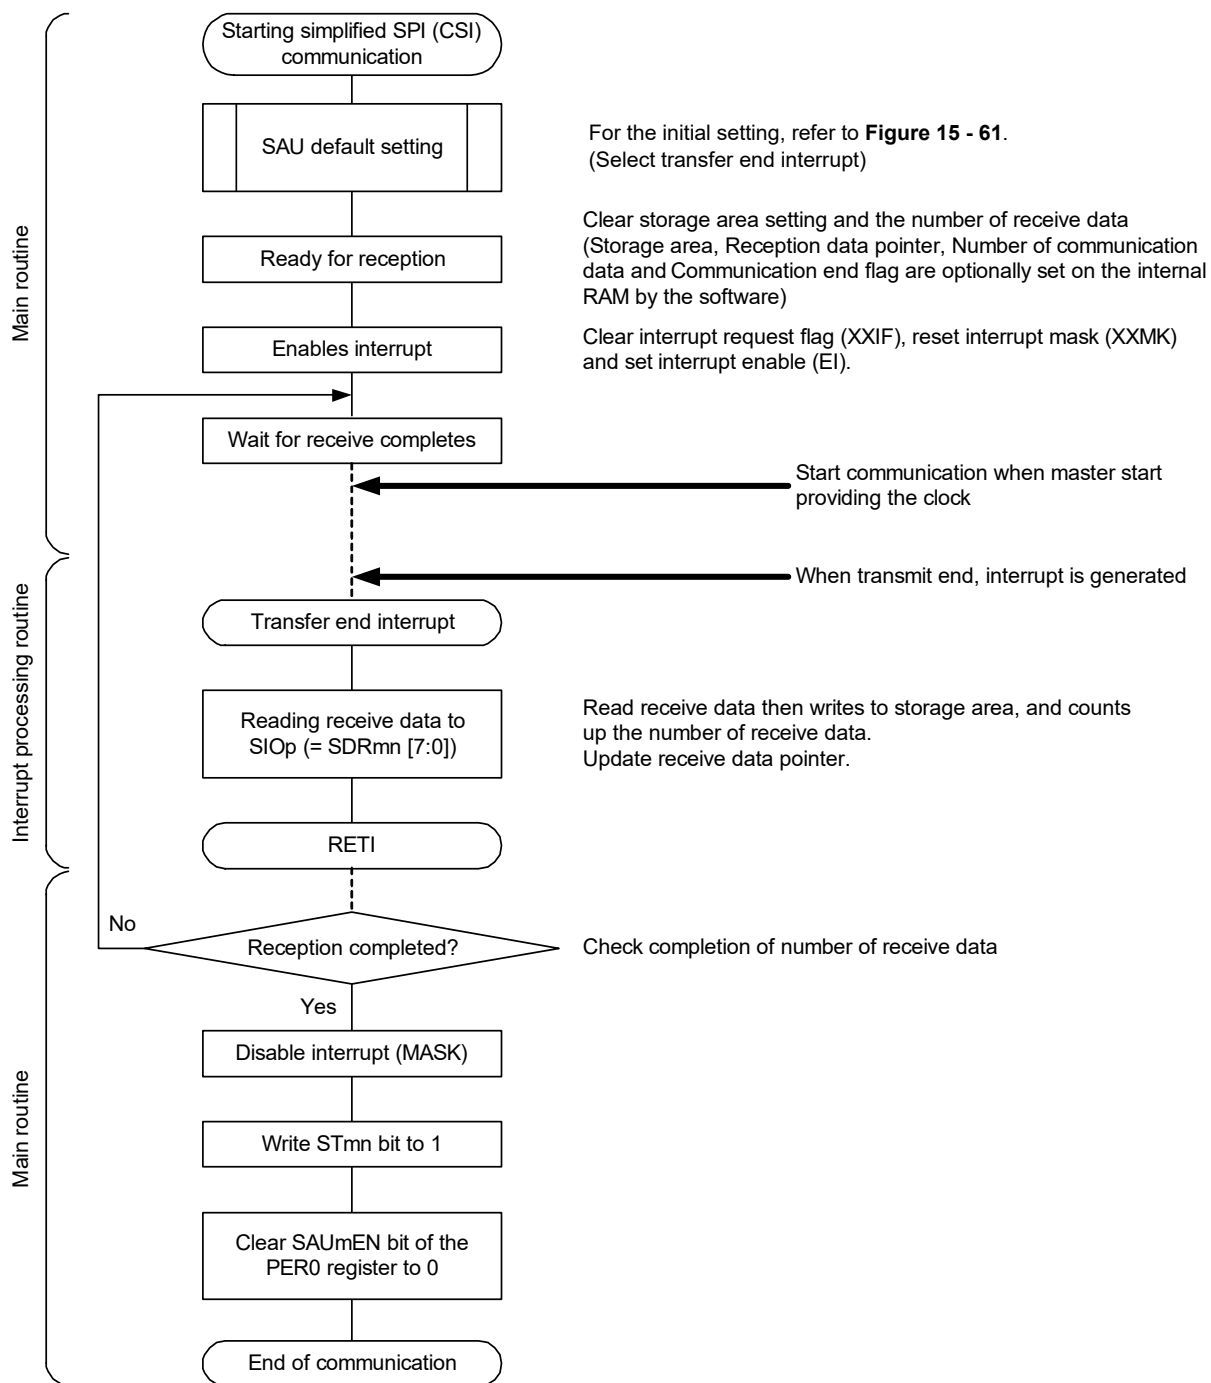 Starting simplified SPI (CSI)
communication
SAU default setting
For the initial setting, refer to Figure 15 - 61.
(Select transfer end interrupt)
Main routine
Ready for reception
Clear storage area setting and the number of receive data
(Storage area, Reception data pointer, Number of communication
data and Communication end flag are optionally set on the internal
RAM by the software)
Enables interrupt
Clear interrupt request flag (XXIF), reset interrupt mask (XXMK)
and set interrupt enable (EI).
Wait for receive completes
Start communication when master start
providing the clock
When transmit end, interrupt is generated
Interrupt processing routine
Transfer end interrupt
Reading receive data to
SIOp (= SDRmn [7:0])
Read receive data then writes to storage area, and counts
up the number of receive data.
Update receive data pointer.
RETI
No
Reception completed?
Check completion of number of receive data
Yes
Main routine
Disable interrupt (MASK)
Write STmn bit to 1
Clear SAUmEN bit of the
PER0 register to 0
End of communication